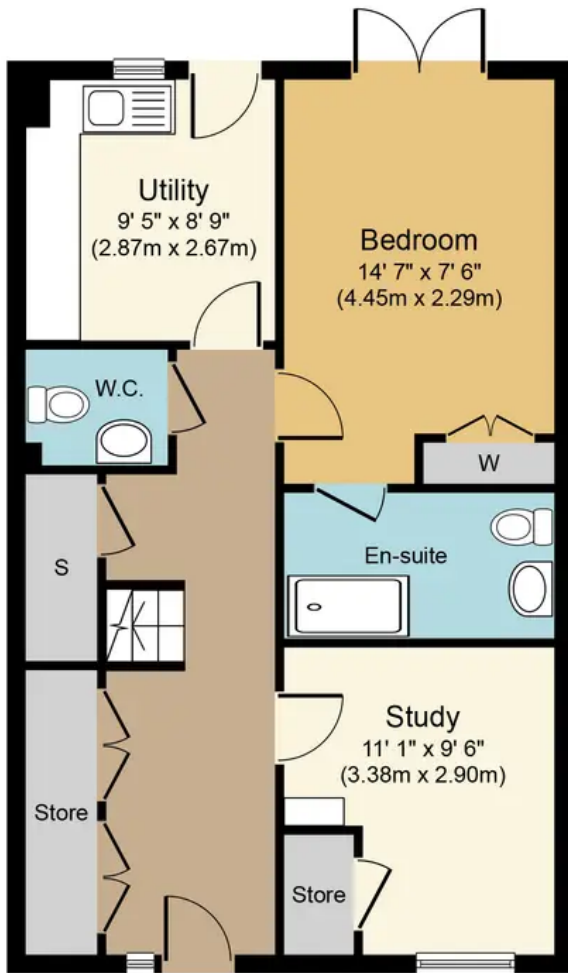 Utility
9' 5" x 8' 9"
(2.87m x 2.67m)
Bedroom
14' 7" x 7' 6"
(4.45m x 2.29m)
W.C.
W
S
En-suite
Study
11' 1" x 9' 6"
(3.38m x 2.90m)
Store
Store